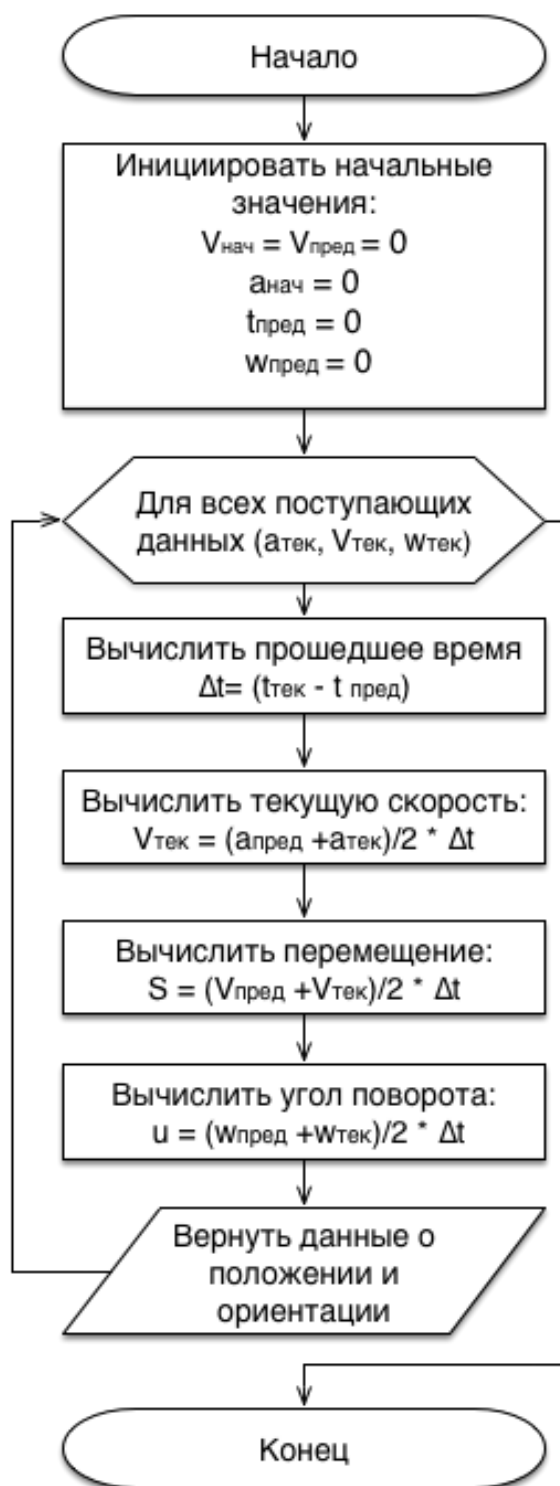 Начало
Инициировать начальные
значения:
Vнач = Vпред = 0
aнач = 0
tпред = 0
wпред = 0
Для всех поступающих
данных (aтек, Vтек, wтек)
Вычислить прошедшее время
Δt= (tтек - t пред)
Вычислить текущую скорость:
Vтек = (aпред +aтек)/2 * Δt
Вычислить перемещение:
S = (Vпред +Vтек)/2 * Δt
Вычислить угол поворота:
u = (wпред +wтек)/2 * Δt
Вернуть данные о
положении и
ориентации
Конец